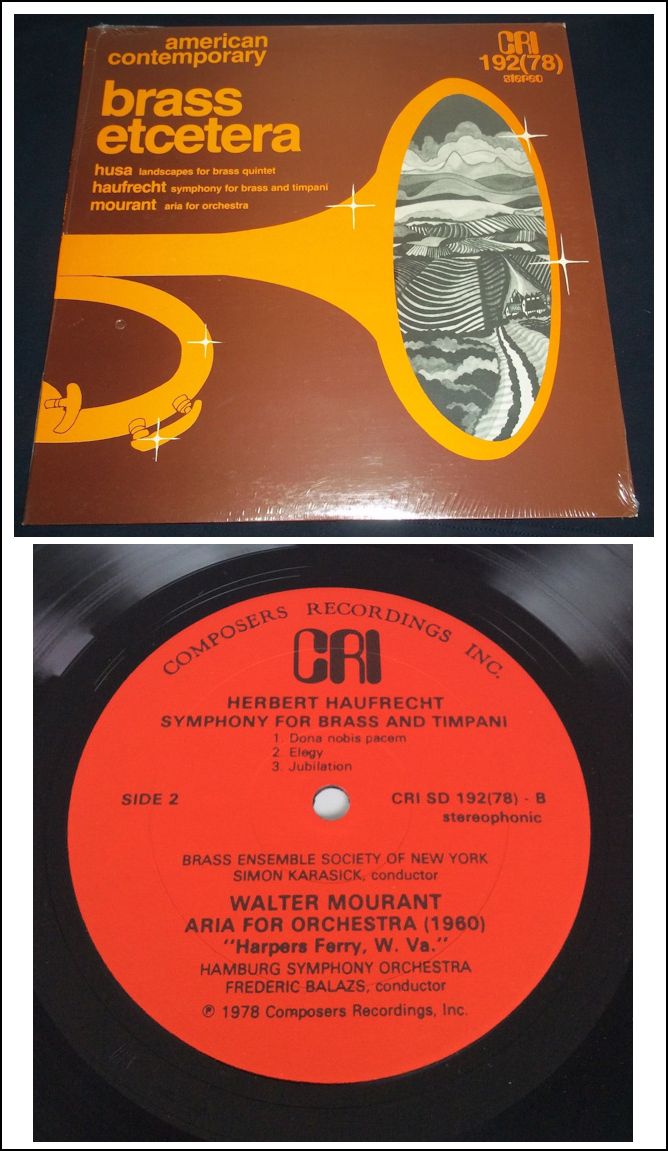 american
contemporary
CRI
192(78)
stereo
brass
etcetera
husa landscapes for brass quintet
haufrecht symphony for brass and timpani
mourant aria for orchestra
COMPOSERS RECORDINGS INC.
CRI
HERBERT HAUFRECHT
SYMPHONY FOR BRASS AND TIMPANI
1. Dona nobis pacem
2. Elegy
3. Jubilation
SIDE 2
CRI SD 192(78) - B
stereophonic
BRASS ENSEMBLE SOCIETY OF NEW YORK
SIMON KARASICK, conductor
WALTER MOURANT
ARIA FOR ORCHESTRA (1960)
"Harpers Ferry, W. Va."
HAMBURG SYMPHONY ORCHESTRA
FREDERIC BALAZS, conductor
℗ 1978 Composers Recordings, Inc.